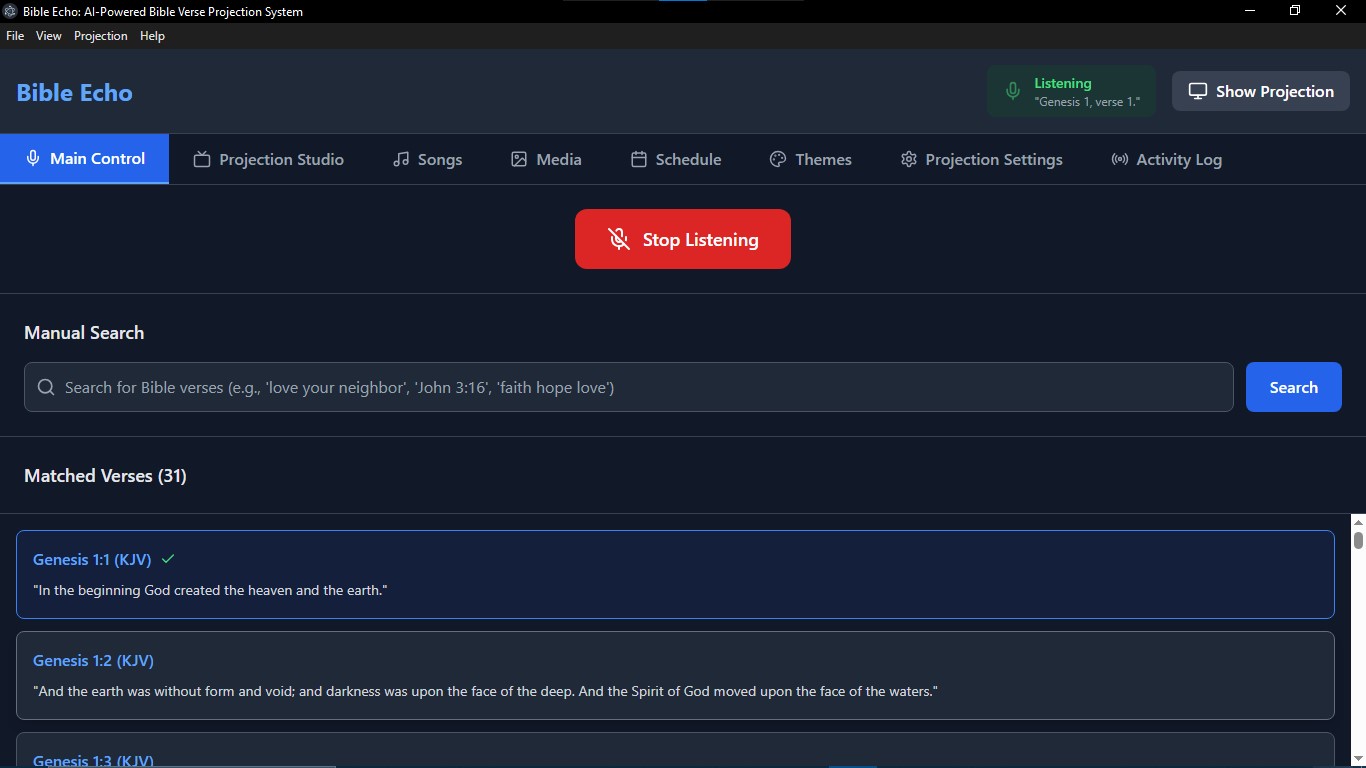 Bible Echo: AI-Powered Bible Verse Projection System
File View Projection Help
Bible Echo
Listening
"Genesis 1, verse 1."
Show Projection
Main Control
Projection Studio
Songs
Media
Schedule
Themes
Projection Settings
Activity Log
Stop Listening
Manual Search
Search for Bible verses (e.g., 'love your neighbor', 'John 3:16', 'faith hope love')
Search
Matched Verses (31)
Genesis 1:1 (KJV)
"In the beginning God created the heaven and the earth."
Genesis 1:2 (KJV)
"And the earth was without form and void; and darkness was upon the face of the deep. And the Spirit of God moved upon the face of the waters."
Genesis 1:3 (KJV)